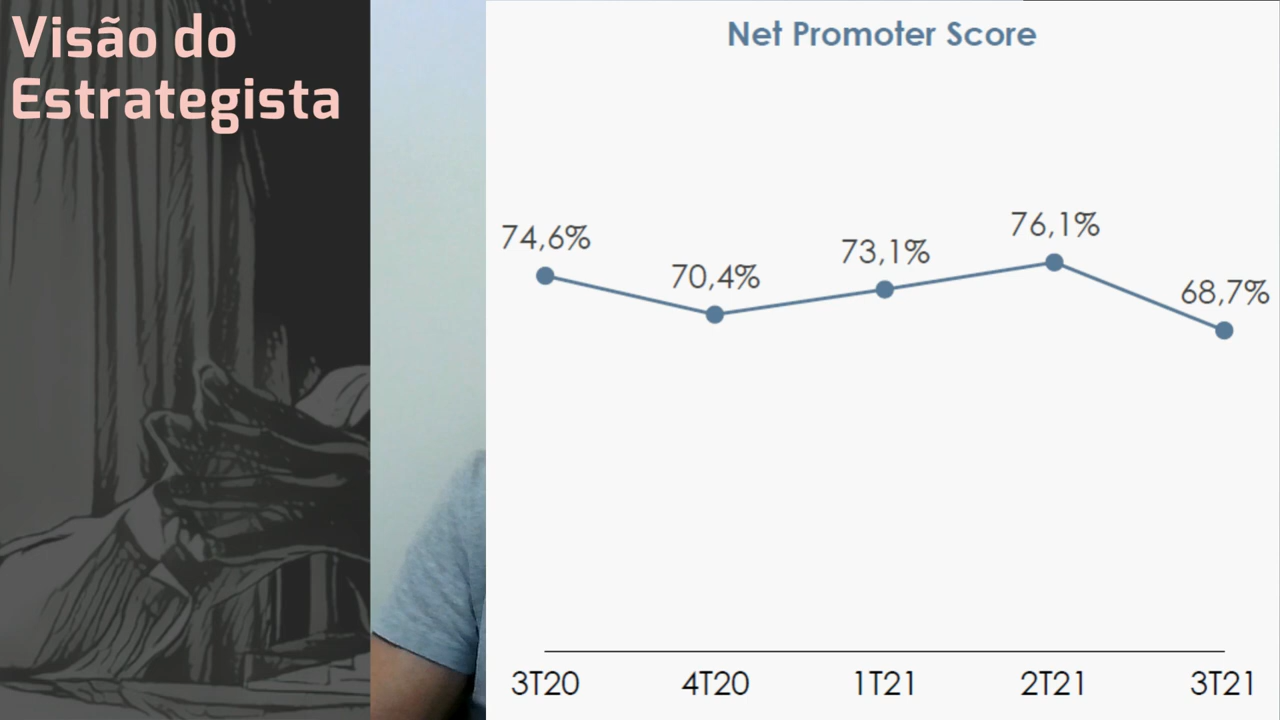 Visão do
Estrategista
Net Promoter Score
74,6%
70,4%
73,1%
76,1%
68,7%
3T20
4T20
1T21
2T21
3T21